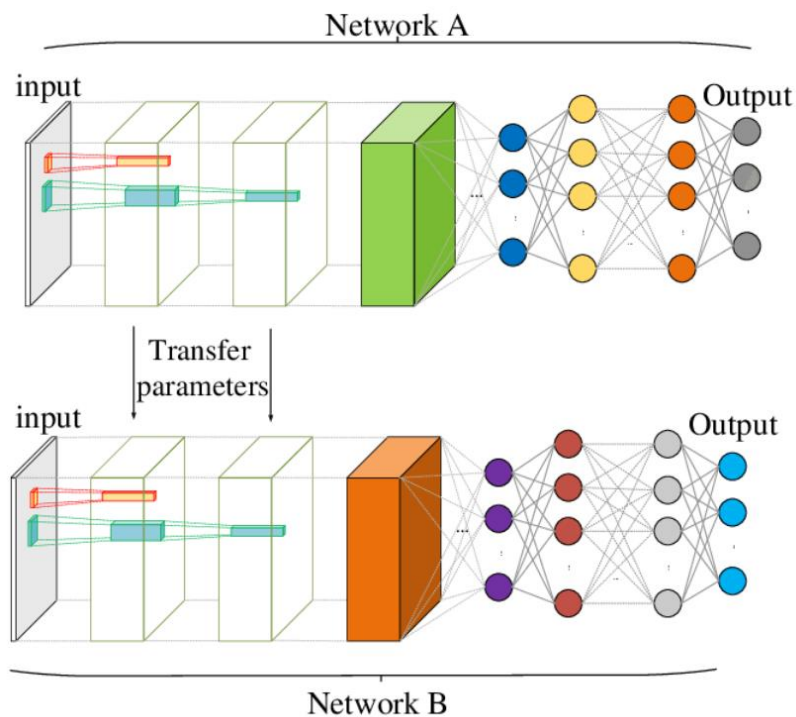 Network A
input
Output
...
Transfer
parameters
input
Output
...
Network B